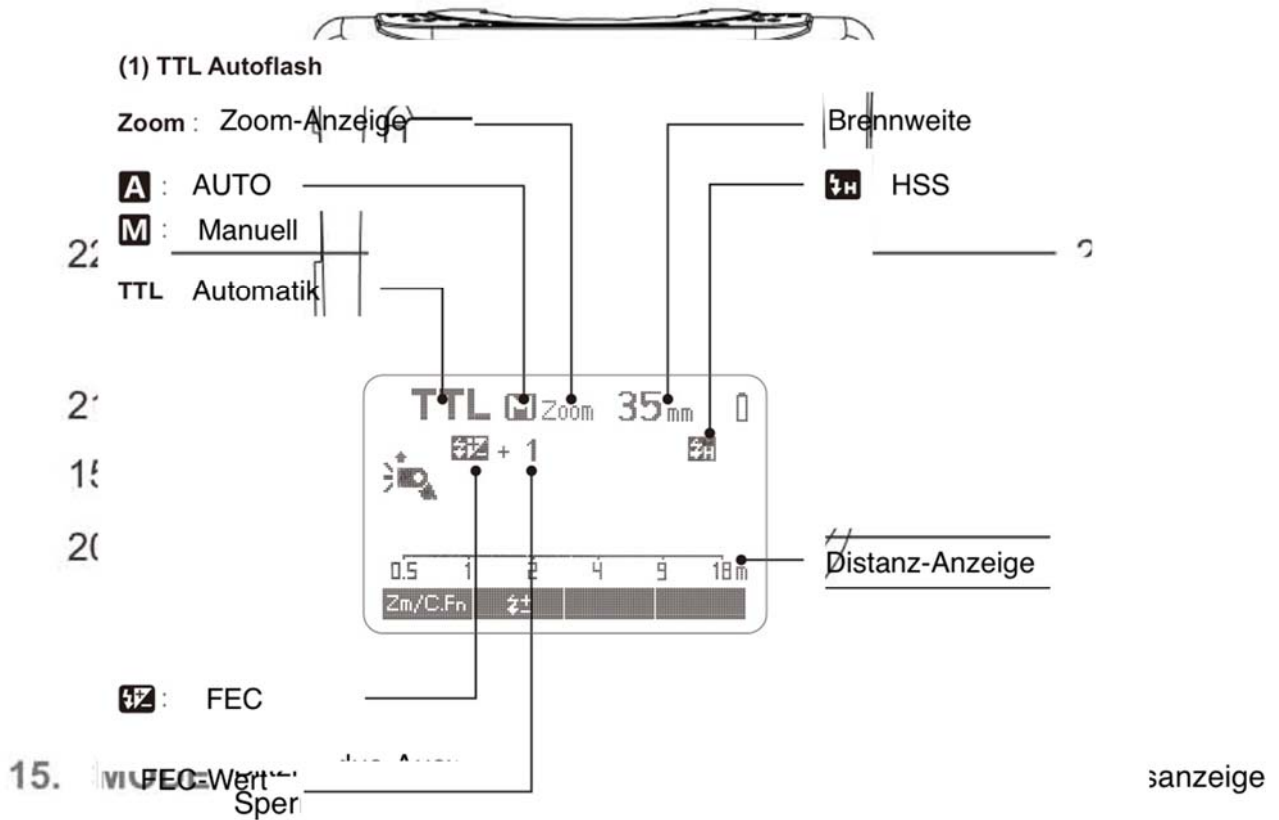 (1) TTL Autoflash
Zoom : Zoom-Anzeige
Brennweite
A : AUTO
HSS
M : Manuell
TTL Automatik
TTL M Zoom 35mm
+ 1
0.5 1 2 4 9 18m
Distanz-Anzeige
Zm/C.Fn
: FEC
15.
FEC-Wert
sanzeige